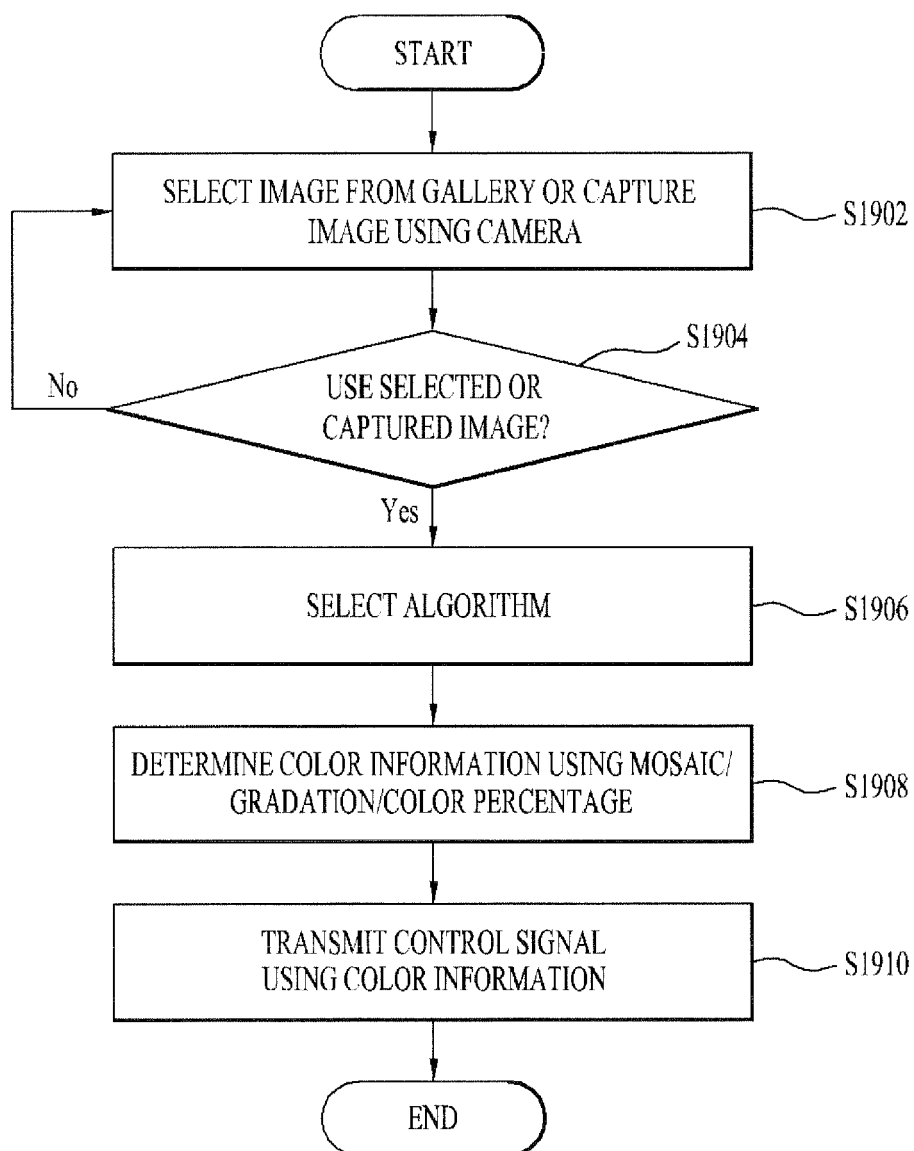 START
SELECT IMAGE FROM GALLERY OR CAPTURE
IMAGE USING CAMERA
S1902
S1904
USE SELECTED OR
CAPTURED IMAGE?
No
Yes
SELECT ALGORITHM
S1906
DETERMINE COLOR INFORMATION USING MOSAIC/
GRADATION/COLOR PERCENTAGE
S1908
TRANSMIT CONTROL SIGNAL
USING COLOR INFORMATION
S1910
END